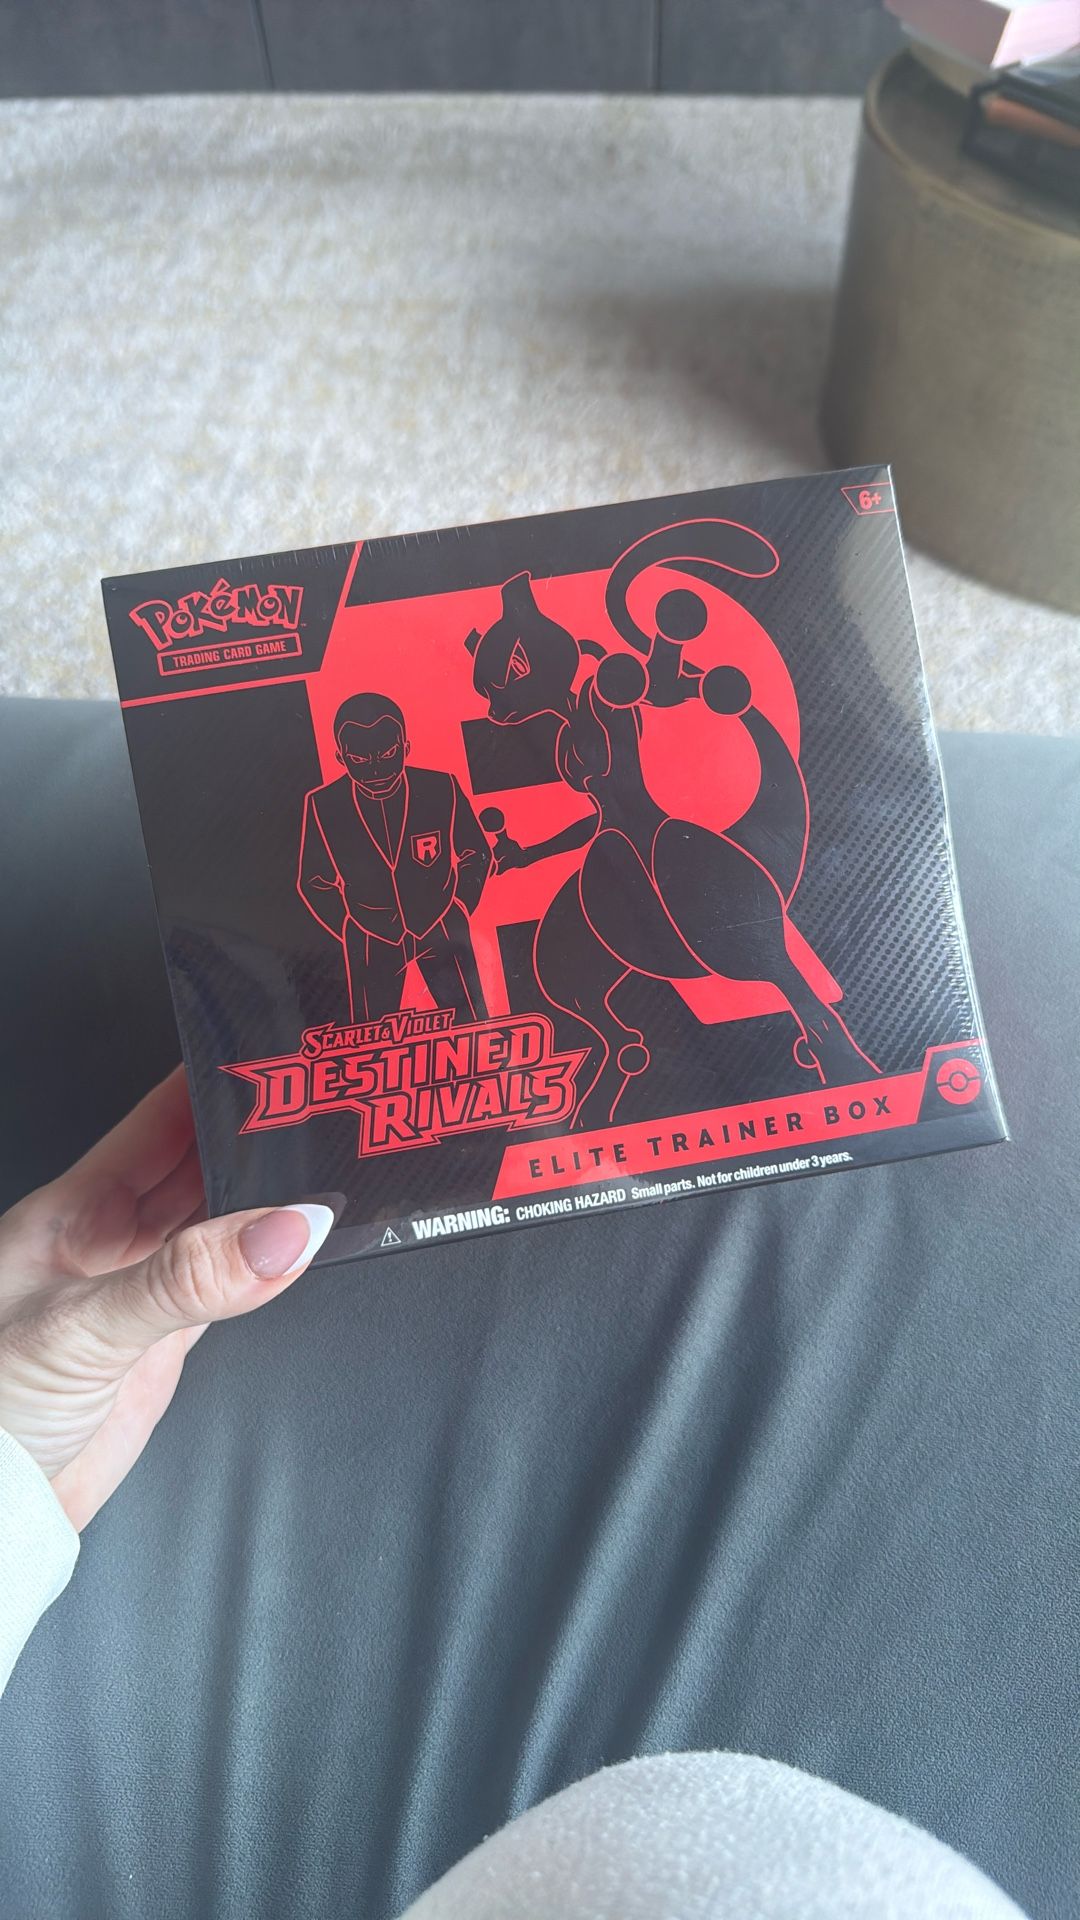 6+
POKéMON
TRADING CARD GAME
R
SCARLET & VIOLET
DESTINED
RIVALS
ELITE TRAINER BOX
WARNING: CHOKING HAZARD Small parts. Not for children under 3 years.